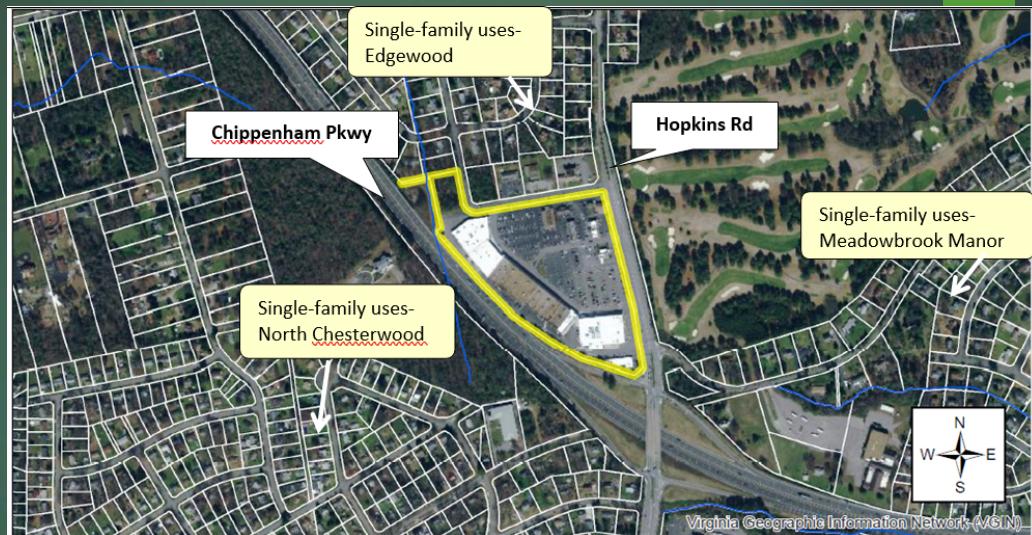 Single-family uses-
Edgewood
Chippenham Pkwy
Hopkins Rd
Single-family uses-
Meadowbrook Manor
Single-family uses-
North Chesterwood
N
W
E
S
Virginia Geographic Information Network (VGIN)